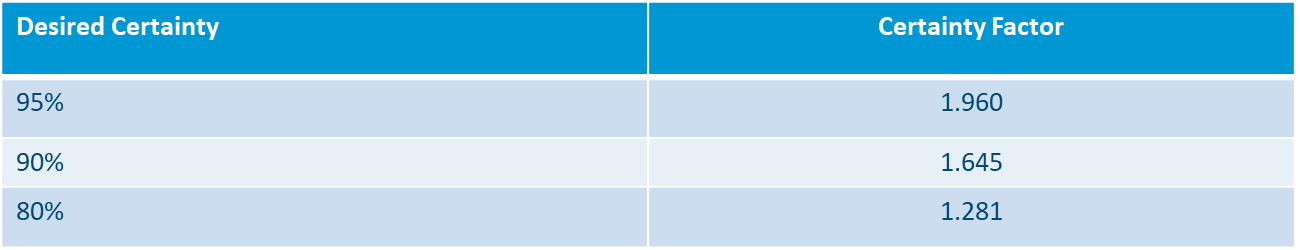 Desired Certainty Certainty Factor
95% 1.960
90% 1.645
80% 1.281